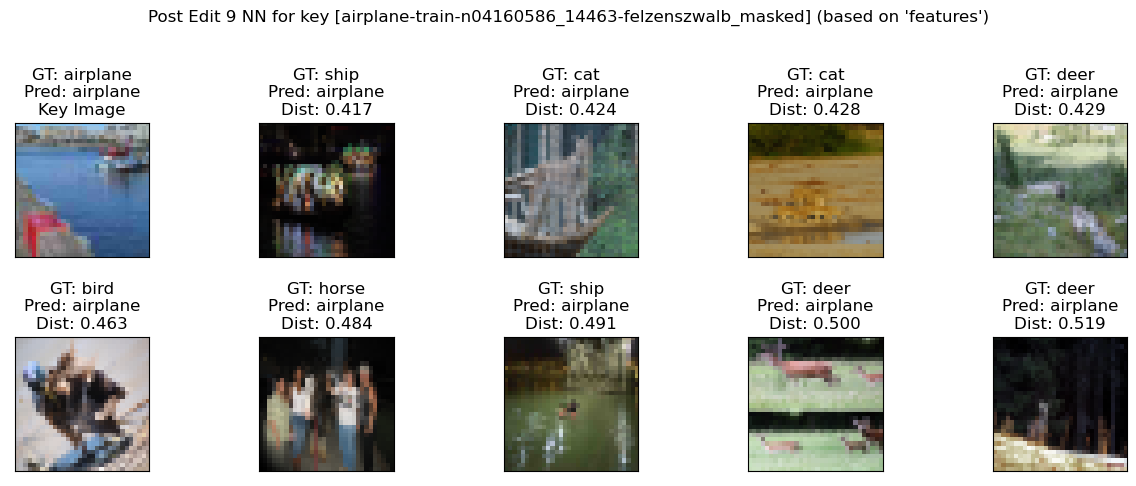 Post Edit 9 NN for key [airplane-train-n04160586_14463-felzenszwalb_masked] (based on 'features')
GT: airplane
Pred: airplane
Key Image
GT: ship
Pred: airplane
Dist: 0.417
GT: cat
Pred: airplane
Dist: 0.424
GT: cat
Pred: airplane
Dist: 0.428
GT: deer
Pred: airplane
Dist: 0.429
GT: bird
Pred: airplane
Dist: 0.463
GT: horse
Pred: airplane
Dist: 0.484
GT: ship
Pred: airplane
Dist: 0.491
GT: deer
Pred: airplane
Dist: 0.500
GT: deer
Pred: airplane
Dist: 0.519